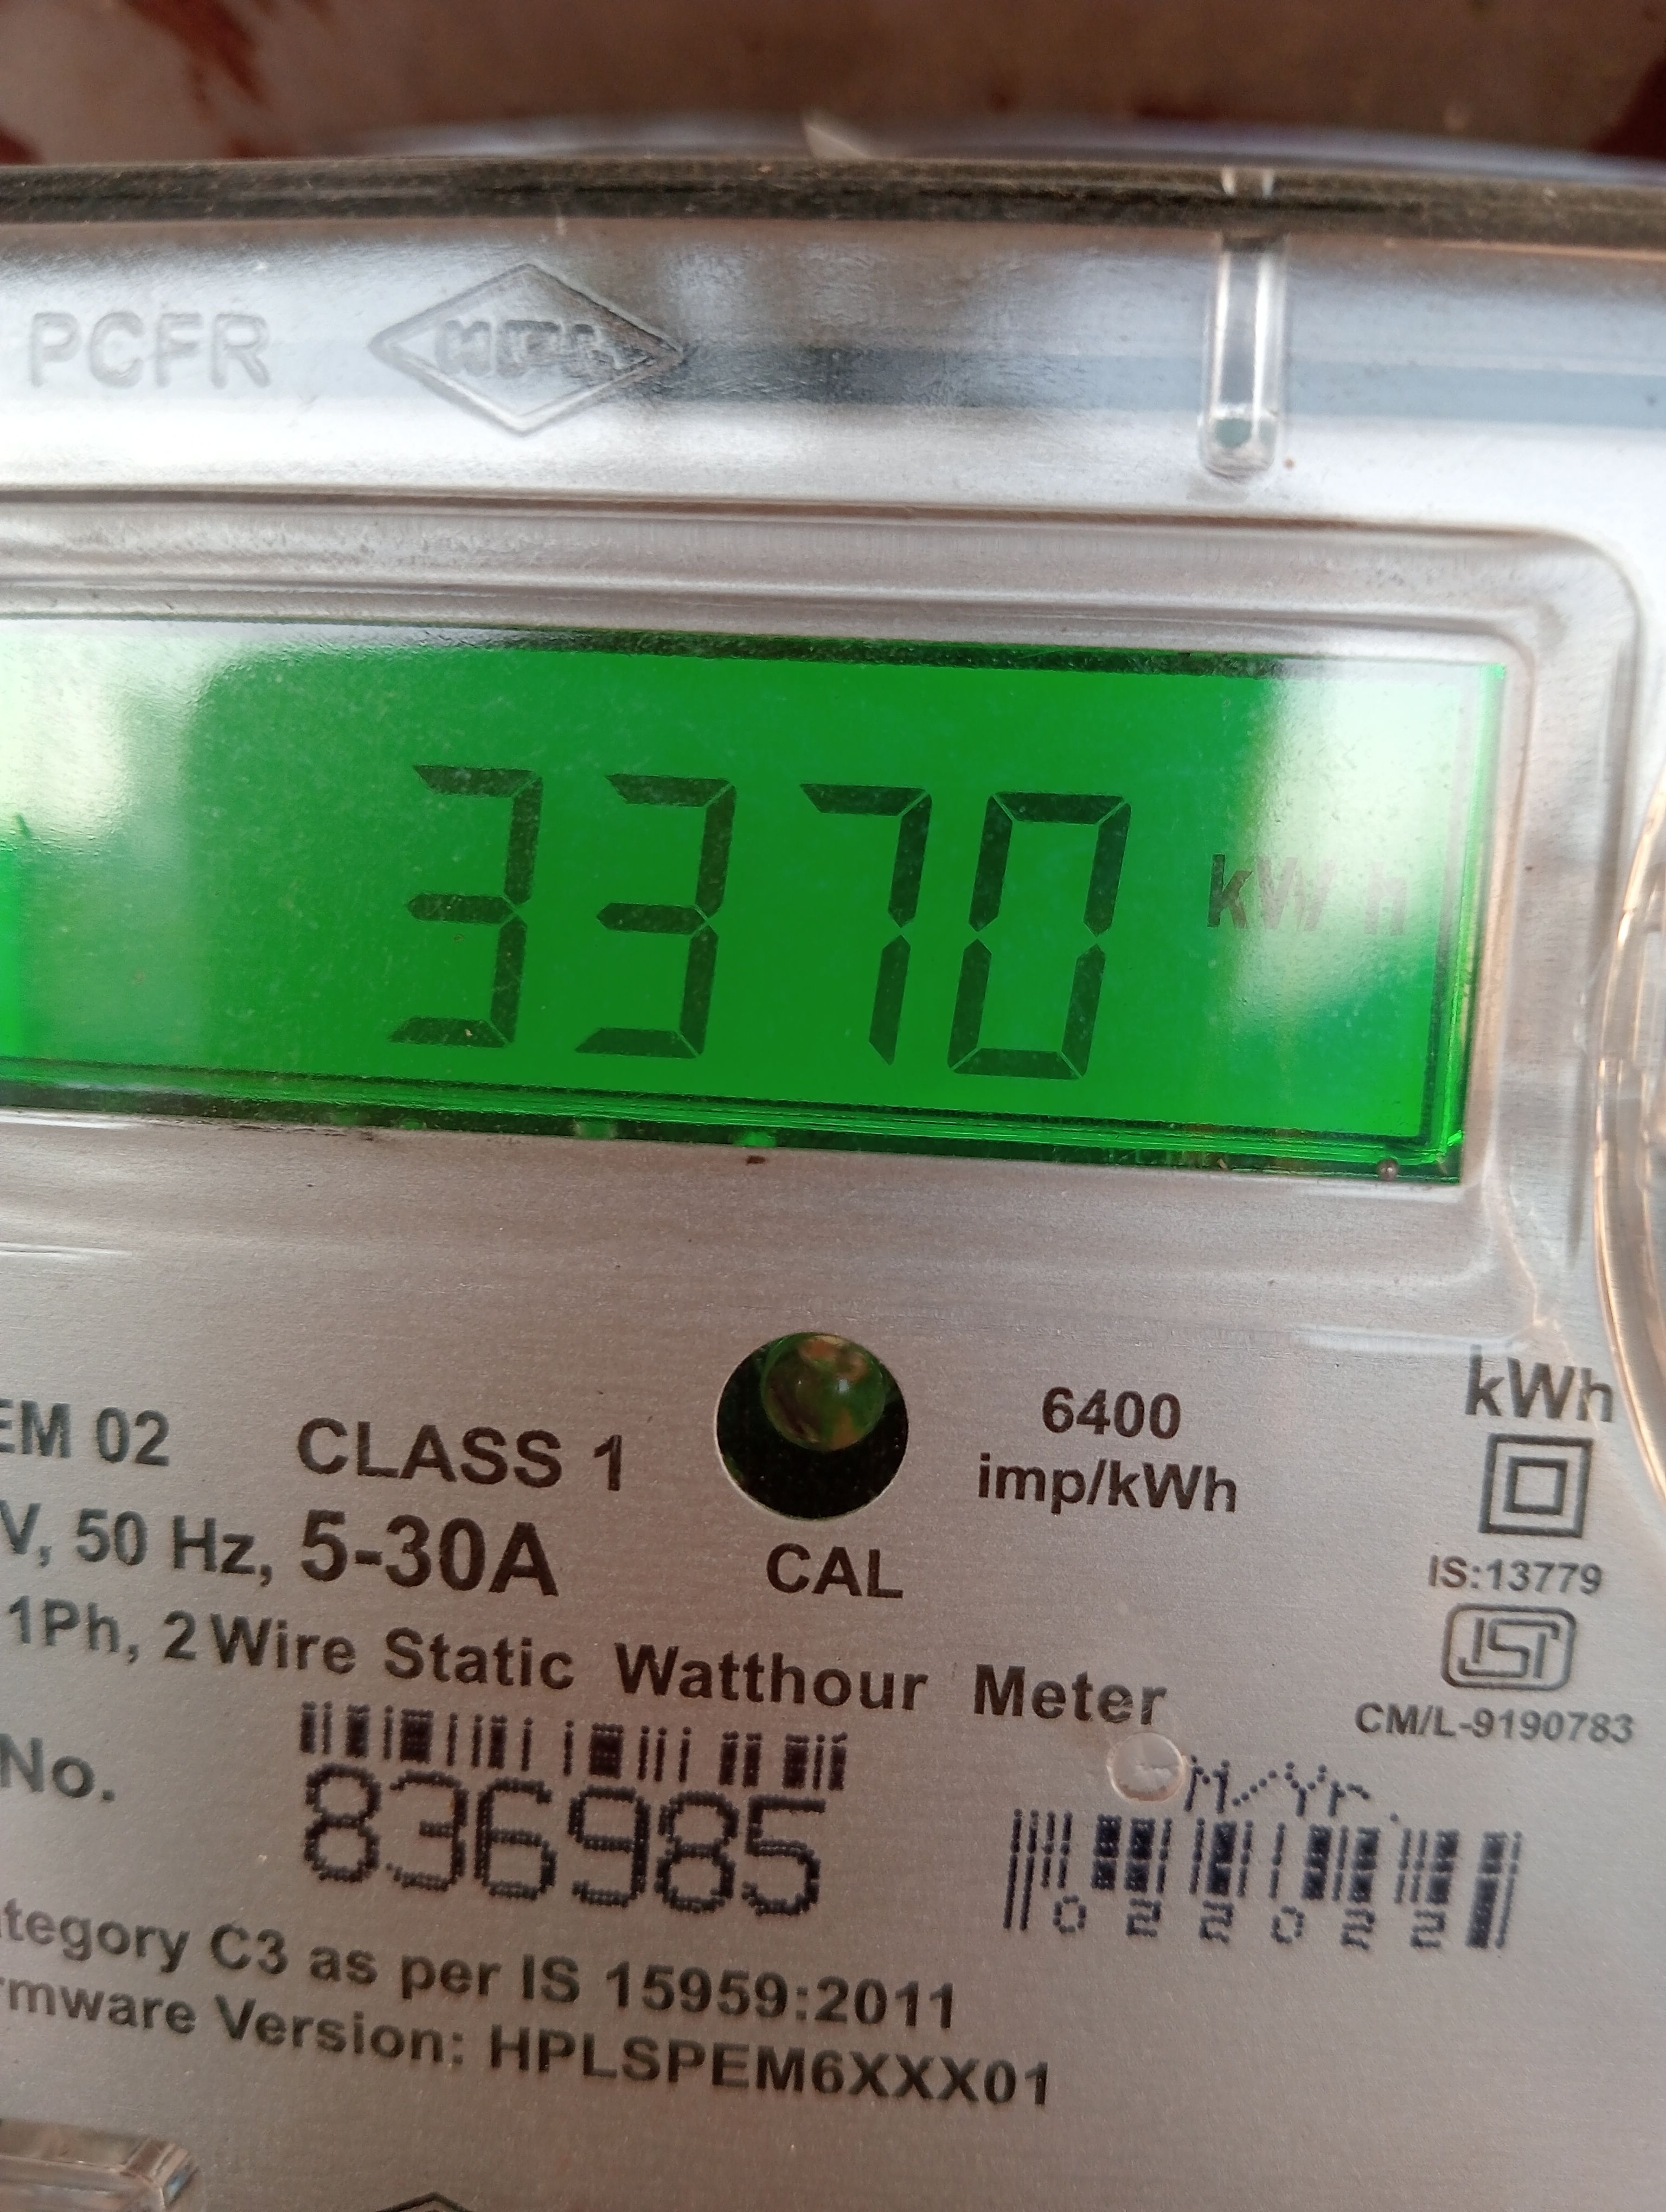 PCFR
3370 kWh
EM 02 CLASS 1
6400
imp/kWh
kWh
V, 50 Hz, 5-30A
CAL
IS:13779
1Ph, 2 Wire Static Watthour Meter
ISI
CM/L-9190783
No.
836985
M/Yr.
022022
tegory C3 as per IS 15959:2011
rmware Version: HPLSPEM6XXX01